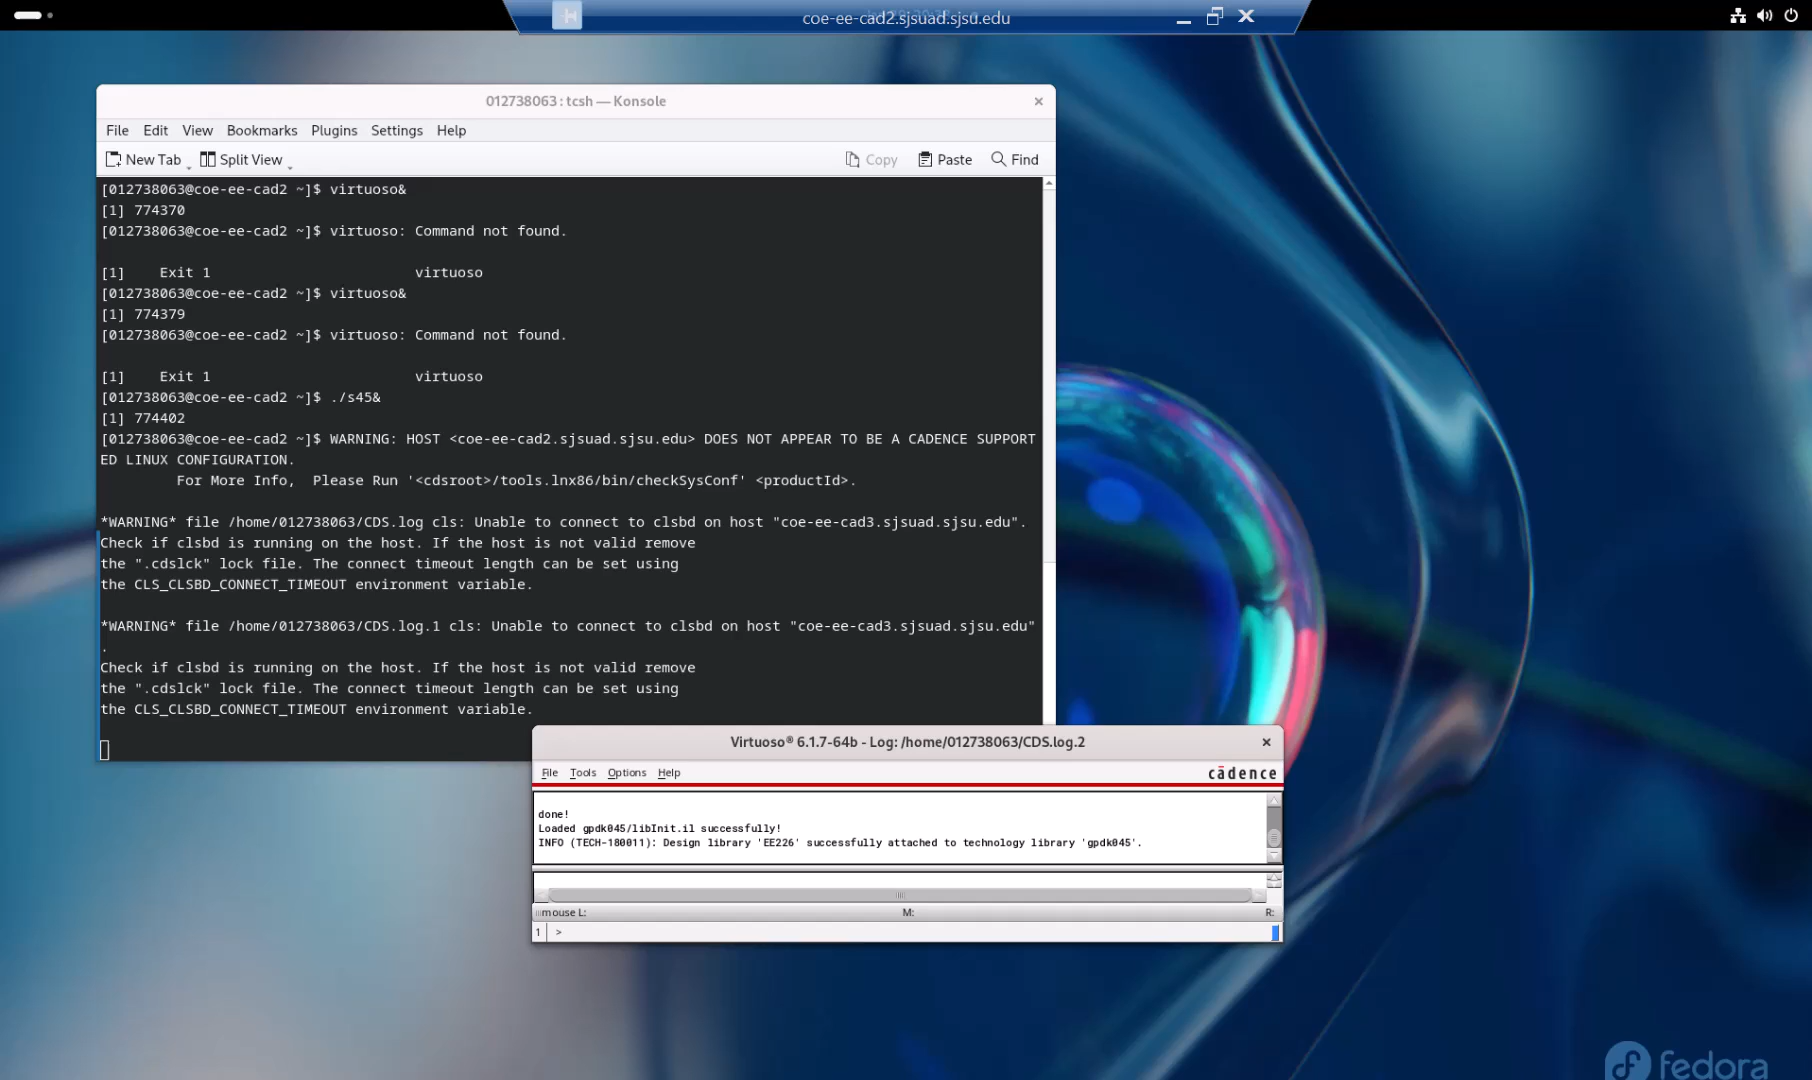 coe-ee-cad2.sjsuad.sjsu.edu
012738063 : tcsh — Konsole
File Edit View Bookmarks Plugins Settings Help
New Tab Split View Copy Paste Find
[012738063@coe-ee-cad2 ~]$ virtuoso&
[1] 774370
[012738063@coe-ee-cad2 ~]$ virtuoso: Command not found.
[1] Exit 1 virtuoso
[012738063@coe-ee-cad2 ~]$ virtuoso&
[1] 774379
[012738063@coe-ee-cad2 ~]$ virtuoso: Command not found.
[1] Exit 1 virtuoso
[012738063@coe-ee-cad2 ~]$ ./s45&
[1] 774402
[012738063@coe-ee-cad2 ~]$ WARNING: HOST <coe-ee-cad2.sjsuad.sjsu.edu> DOES NOT APPEAR TO BE A CADENCE SUPPORT
ED LINUX CONFIGURATION.
For More Info, Please Run '<cdsroot>/tools.lnx86/bin/checkSysConf' <productId>.
*WARNING* file /home/012738063/CDS.log cls: Unable to connect to clsbd on host "coe-ee-cad3.sjsuad.sjsu.edu".
Check if clsbd is running on the host. If the host is not valid remove
the ".cdslck" lock file. The connect timeout length can be set using
the CLS_CLSBD_CONNECT_TIMEOUT environment variable.
*WARNING* file /home/012738063/CDS.log.1 cls: Unable to connect to clsbd on host "coe-ee-cad3.sjsuad.sjsu.edu"
.
Check if clsbd is running on the host. If the host is not valid remove
the ".cdslck" lock file. The connect timeout length can be set using
the CLS_CLSBD_CONNECT_TIMEOUT environment variable.
Virtuoso® 6.1.7-64b - Log: /home/012738063/CDS.log.2
File Tools Options Help cādence
done!
Loaded gpdk045/libInit.il successfully!
INFO (TECH-180011): Design library 'EE226' successfully attached to technology library 'gpdk045'.
mouse L: M: R:
1 >
fedora